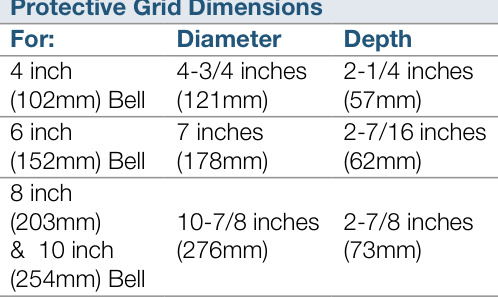 Protective Grid Dimensions
For: Diameter Depth
4 inch 4-3/4 inches 2-1/4 inches
(102mm) Bell (121mm) (57mm)
6 inch 7 inches 2-7/16 inches
(152mm) Bell (178mm) (62mm)
8 inch
(203mm) 10-7/8 inches 2-7/8 inches
& 10 inch (276mm) (73mm)
(254mm) Bell